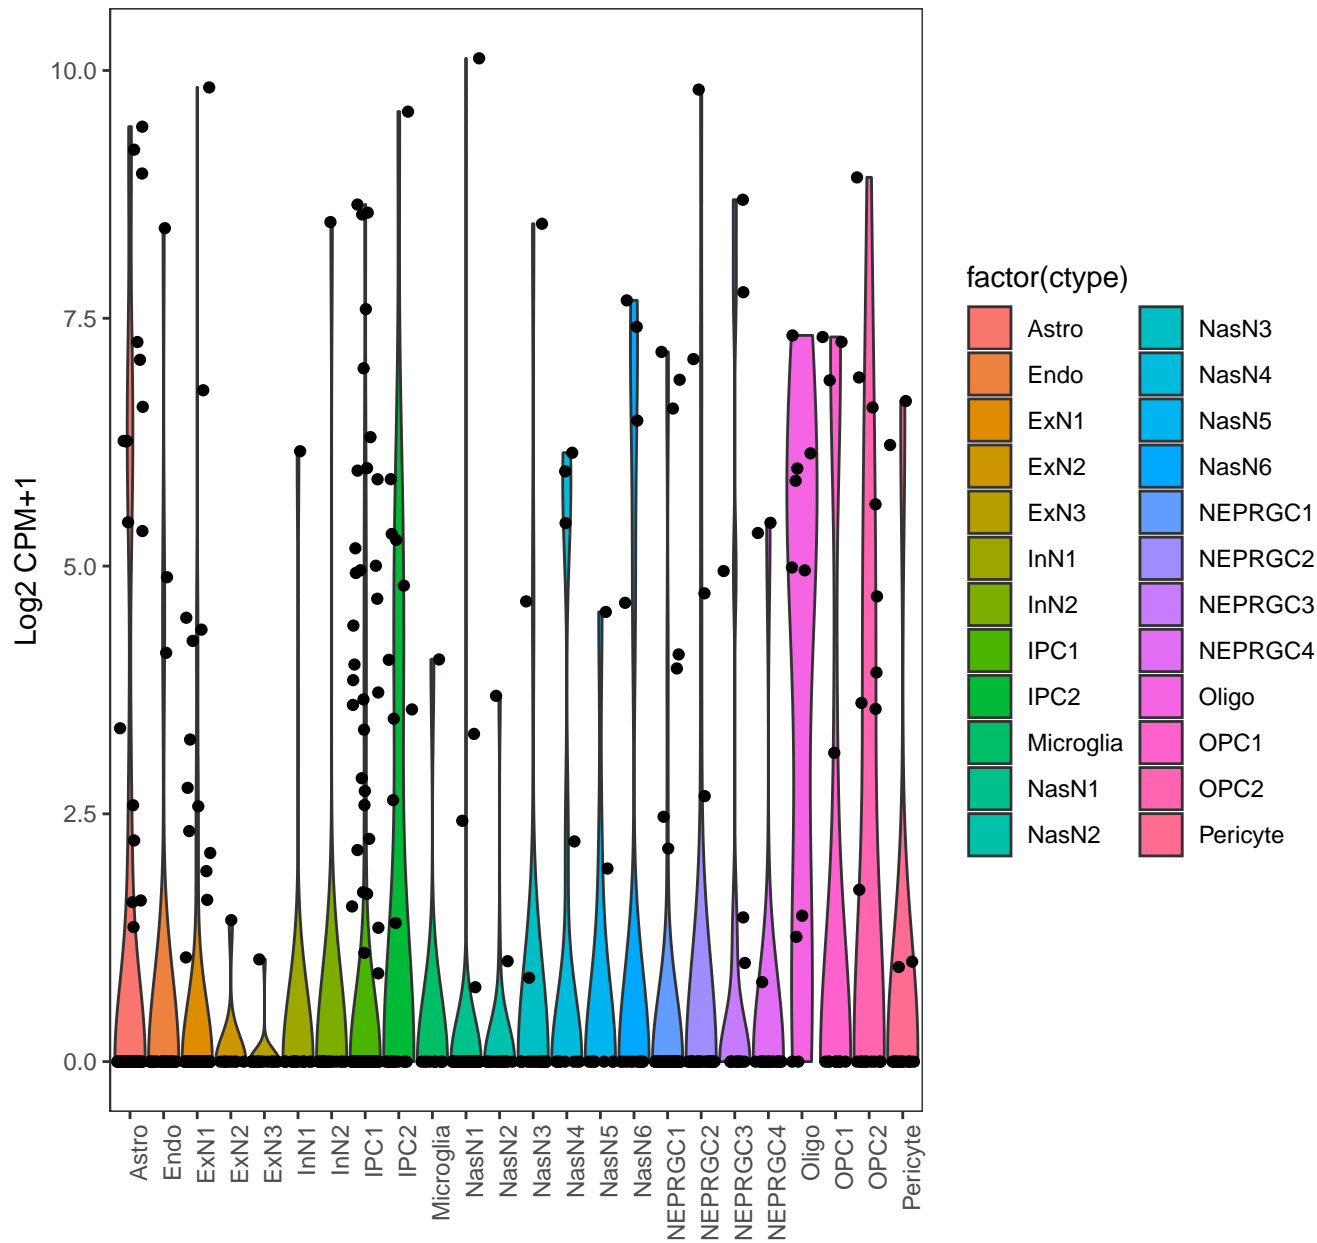 Log2 CPM+1
10.0
7.5
5.0
2.5
0.0
Astro
Endo
ExN1
ExN2
ExN3
InN1
InN2
IPC1
IPC2
Microglia
NasN1
NasN2
NasN3
NasN4
NasN5
NasN6
NEPRGC1
NEPRGC2
NEPRGC3
NEPRGC4
Oligo
OPC1
OPC2
Pericyte
factor(ctype)
Astro
Endo
ExN1
ExN2
ExN3
InN1
InN2
IPC1
IPC2
Microglia
NasN1
NasN2
NasN3
NasN4
NasN5
NasN6
NEPRGC1
NEPRGC2
NEPRGC3
NEPRGC4
Oligo
OPC1
OPC2
Pericyte